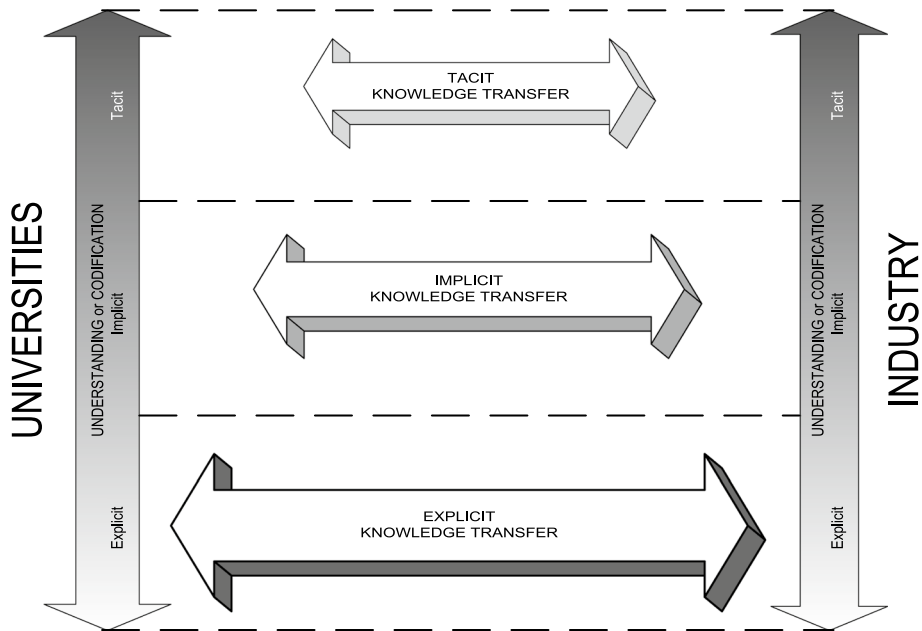 UNIVERSITIES
UNDERSTANDING or CODIFICATION
Tacit
Implicit
Explicit
TACIT
KNOWLEDGE TRANSFER
IMPLICIT
KNOWLEDGE TRANSFER
EXPLICIT
KNOWLEDGE TRANSFER
UNDERSTANDING or CODIFICATION
Tacit
Implicit
Explicit
INDUSTRY